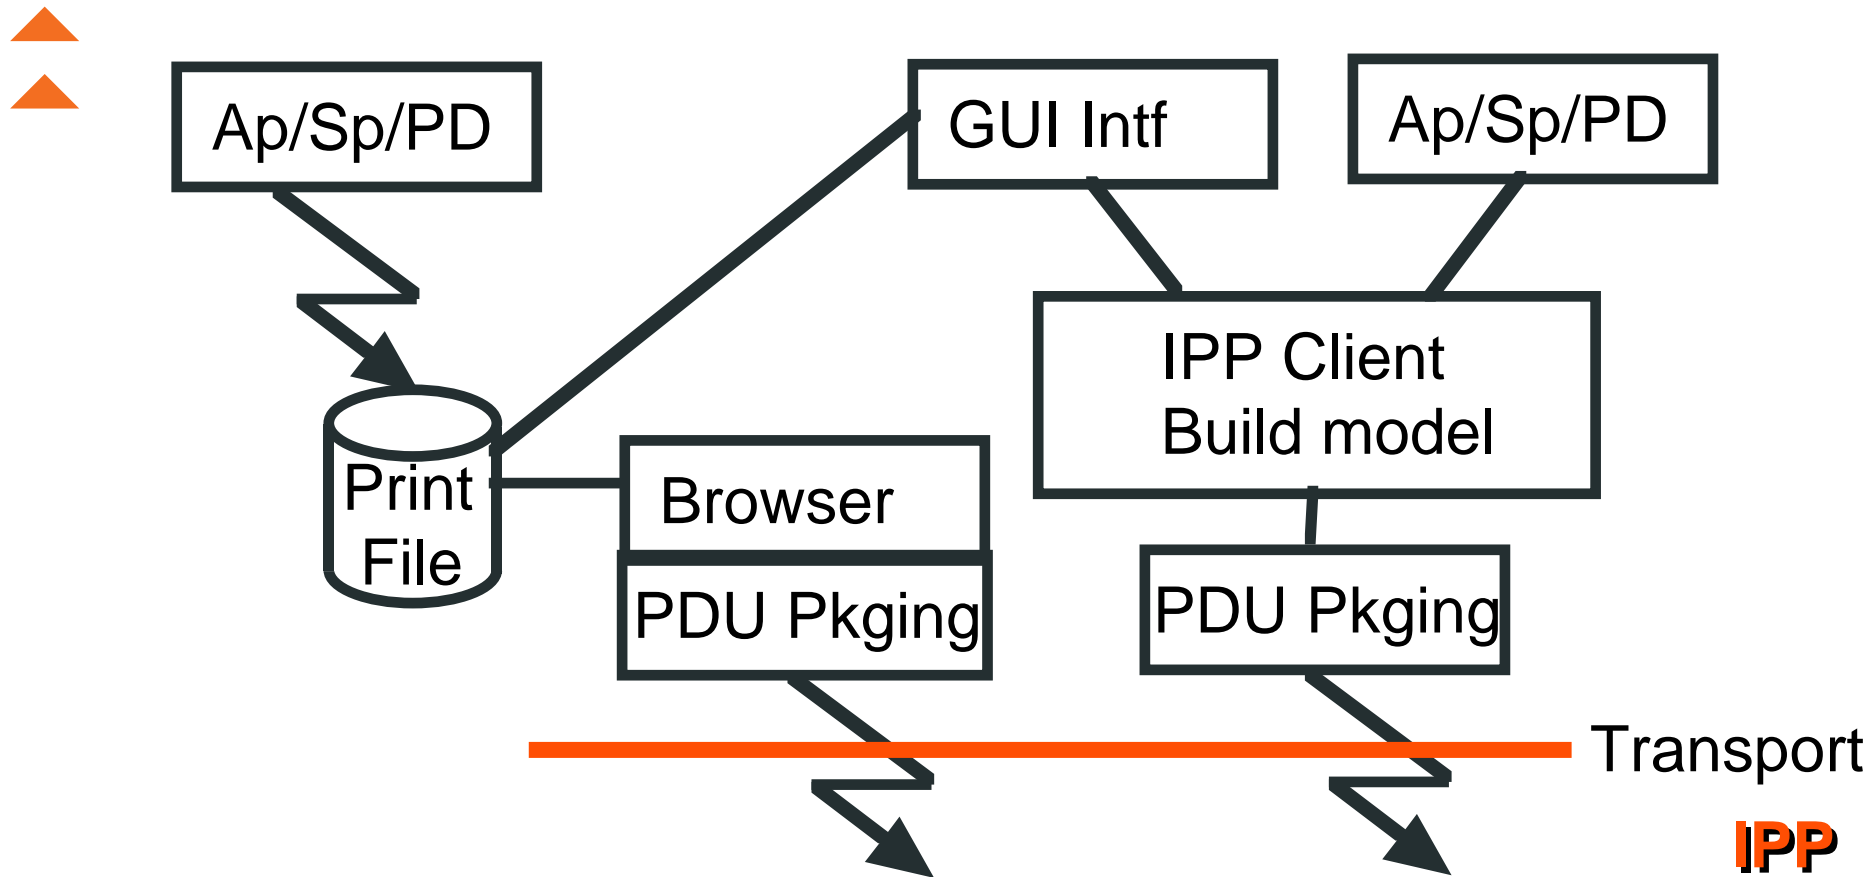 Ap/Sp/PD
GUI Intf
Ap/Sp/PD
IPP Client
Build model
Print
File
Browser
PDU Pkging
PDU Pkging
Transport
IPP